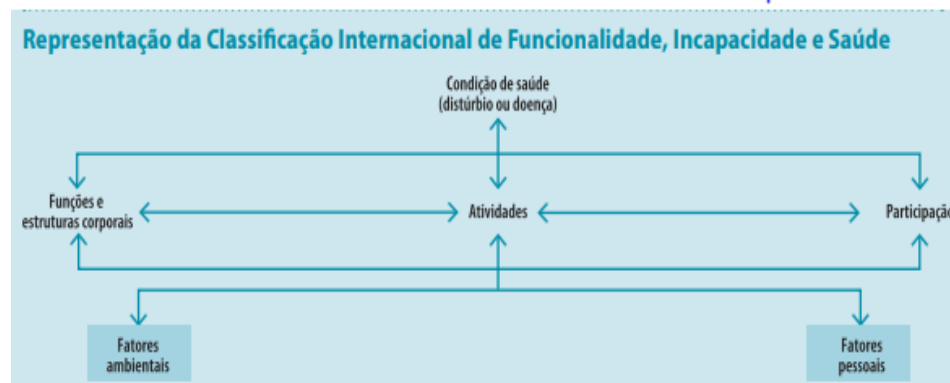 Representação da Classificação Internacional de Funcionalidade, Incapacidade e Saúde
Condição de saúde
(distúrbio ou doença)
Funções e
estruturas corporais
Atividades
Participação
Fatores
ambientais
Fatores
pessoais